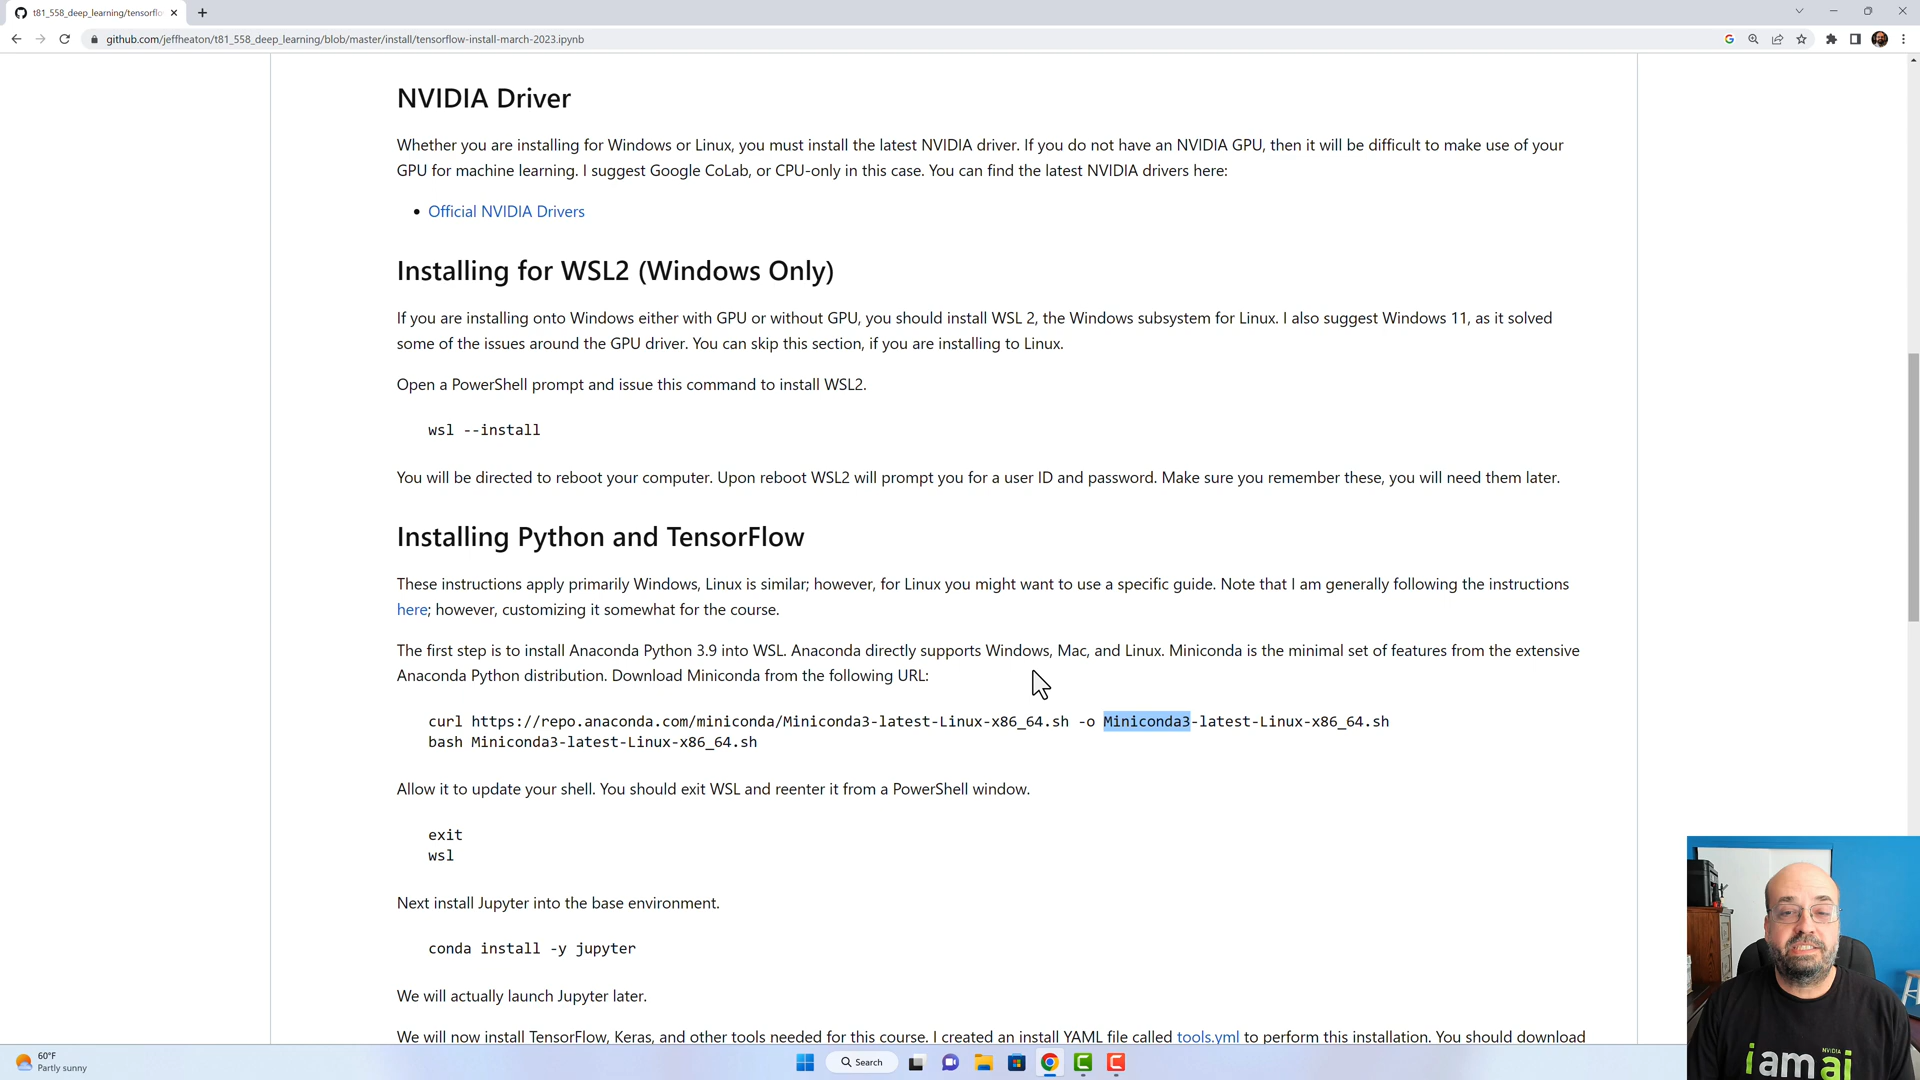 t81_558_deep_learning/tensorflo
github.com/jeffheaton/t81_558_deep_learning/blob/master/install/tensorflow-install-march-2023.ipynb
NVIDIA Driver
Whether you are installing for Windows or Linux, you must install the latest NVIDIA driver. If you do not have an NVIDIA GPU, then it will be difficult to make use of your
GPU for machine learning. I suggest Google CoLab, or CPU-only in this case. You can find the latest NVIDIA drivers here:
• Official NVIDIA Drivers
Installing for WSL2 (Windows Only)
If you are installing onto Windows either with GPU or without GPU, you should install WSL 2, the Windows subsystem for Linux. I also suggest Windows 11, as it solved
some of the issues around the GPU driver. You can skip this section, if you are installing to Linux.
Open a PowerShell prompt and issue this command to install WSL2.
wsl --install
You will be directed to reboot your computer. Upon reboot WSL2 will prompt you for a user ID and password. Make sure you remember these, you will need them later.
Installing Python and TensorFlow
These instructions apply primarily Windows, Linux is similar; however, for Linux you might want to use a specific guide. Note that I am generally following the instructions
here; however, customizing it somewhat for the course.
The first step is to install Anaconda Python 3.9 into WSL. Anaconda directly supports Windows, Mac, and Linux. Miniconda is the minimal set of features from the extensive
Anaconda Python distribution. Download Miniconda from the following URL:
curl https://repo.anaconda.com/miniconda/Miniconda3-latest-Linux-x86_64.sh -o Miniconda3-latest-Linux-x86_64.sh
bash Miniconda3-latest-Linux-x86_64.sh
Allow it to update your shell. You should exit WSL and reenter it from a PowerShell window.
exit
wsl
Next install Jupyter into the base environment.
conda install -y jupyter
We will actually launch Jupyter later.
We will now install TensorFlow, Keras, and other tools needed for this course. I created an install YAML file called tools.yml to perform this installation. You should download
NVIDIA
i am ai
60°F
Partly sunny
Search